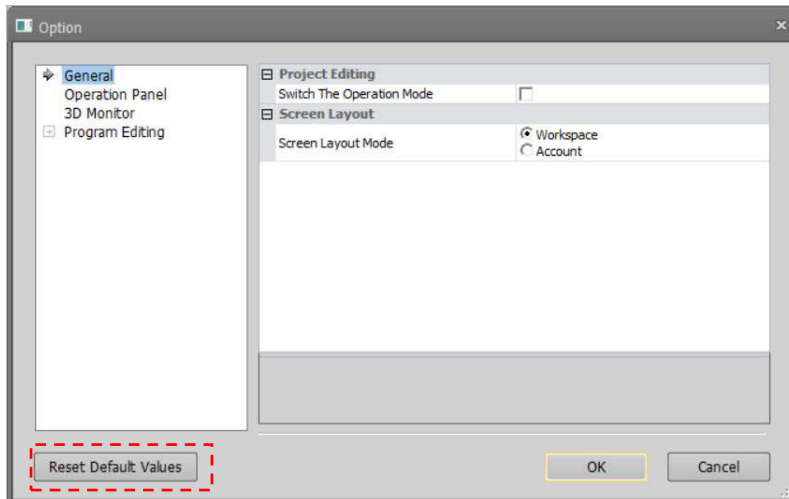 Option
General
Operation Panel
3D Monitor
Program Editing
Project Editing
Switch The Operation Mode
Screen Layout
Screen Layout Mode
Workspace
Account
Reset Default Values
OK
Cancel